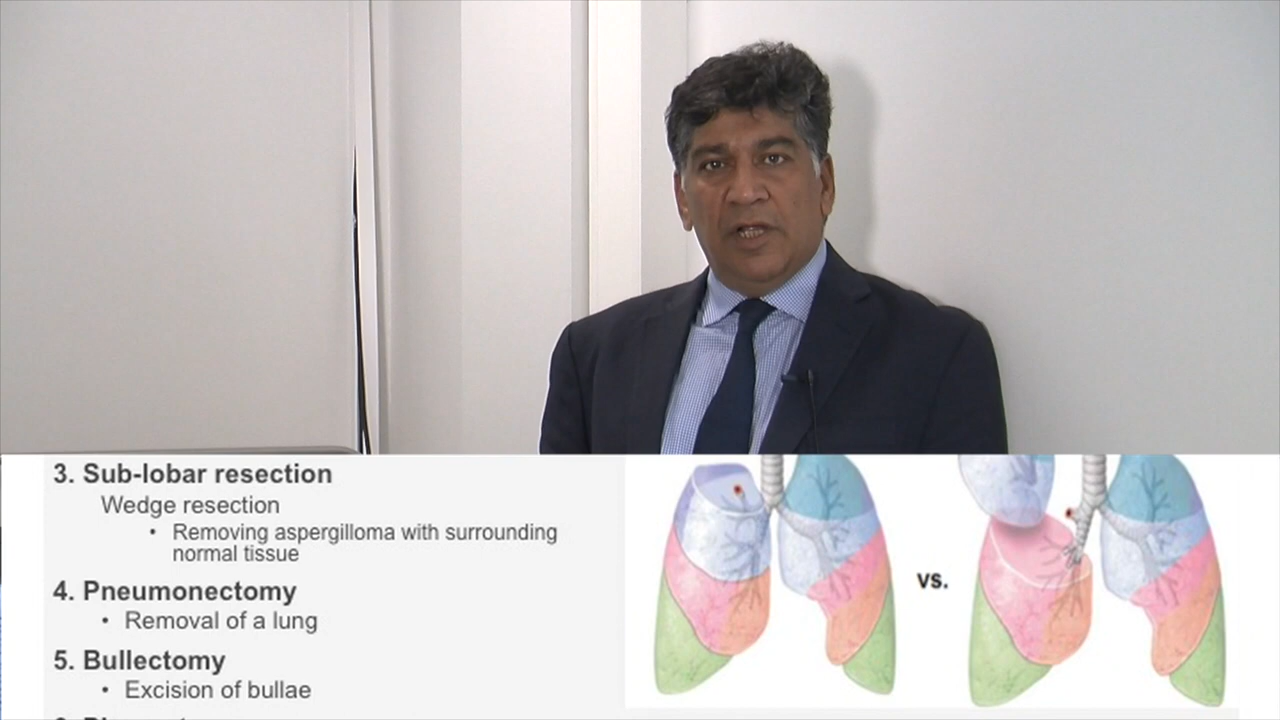 3. Sub-lobar resection
Wedge resection
• Removing aspergilloma with surrounding
normal tissue
4. Pneumonectomy
• Removal of a lung
5. Bullectomy
• Excision of bullae
vs.